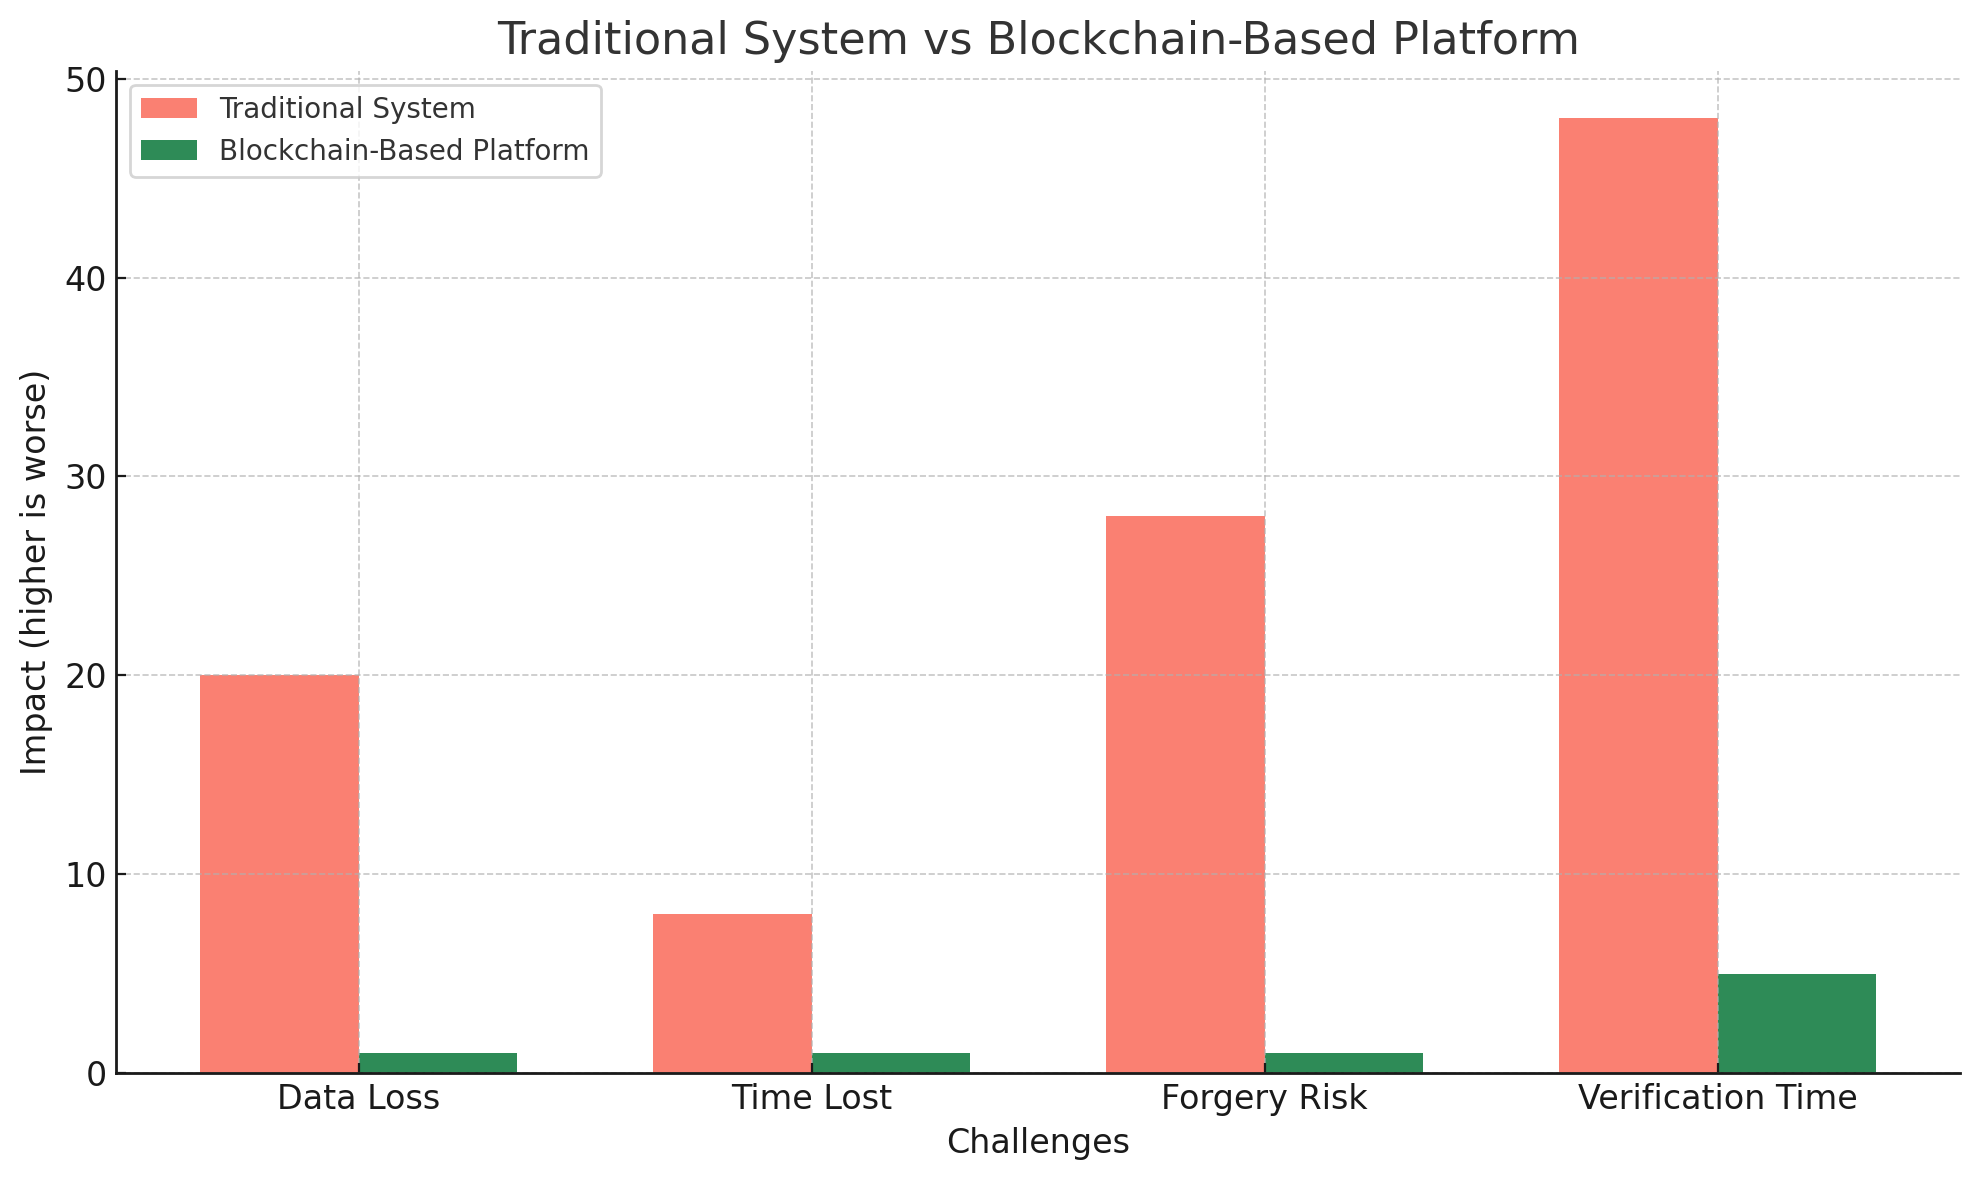 Traditional System vs Blockchain-Based Platform
Traditional System
Blockchain-Based Platform
Impact (higher is worse)
50
40
30
20
10
0
Data Loss
Time Lost
Forgery Risk
Verification Time
Challenges